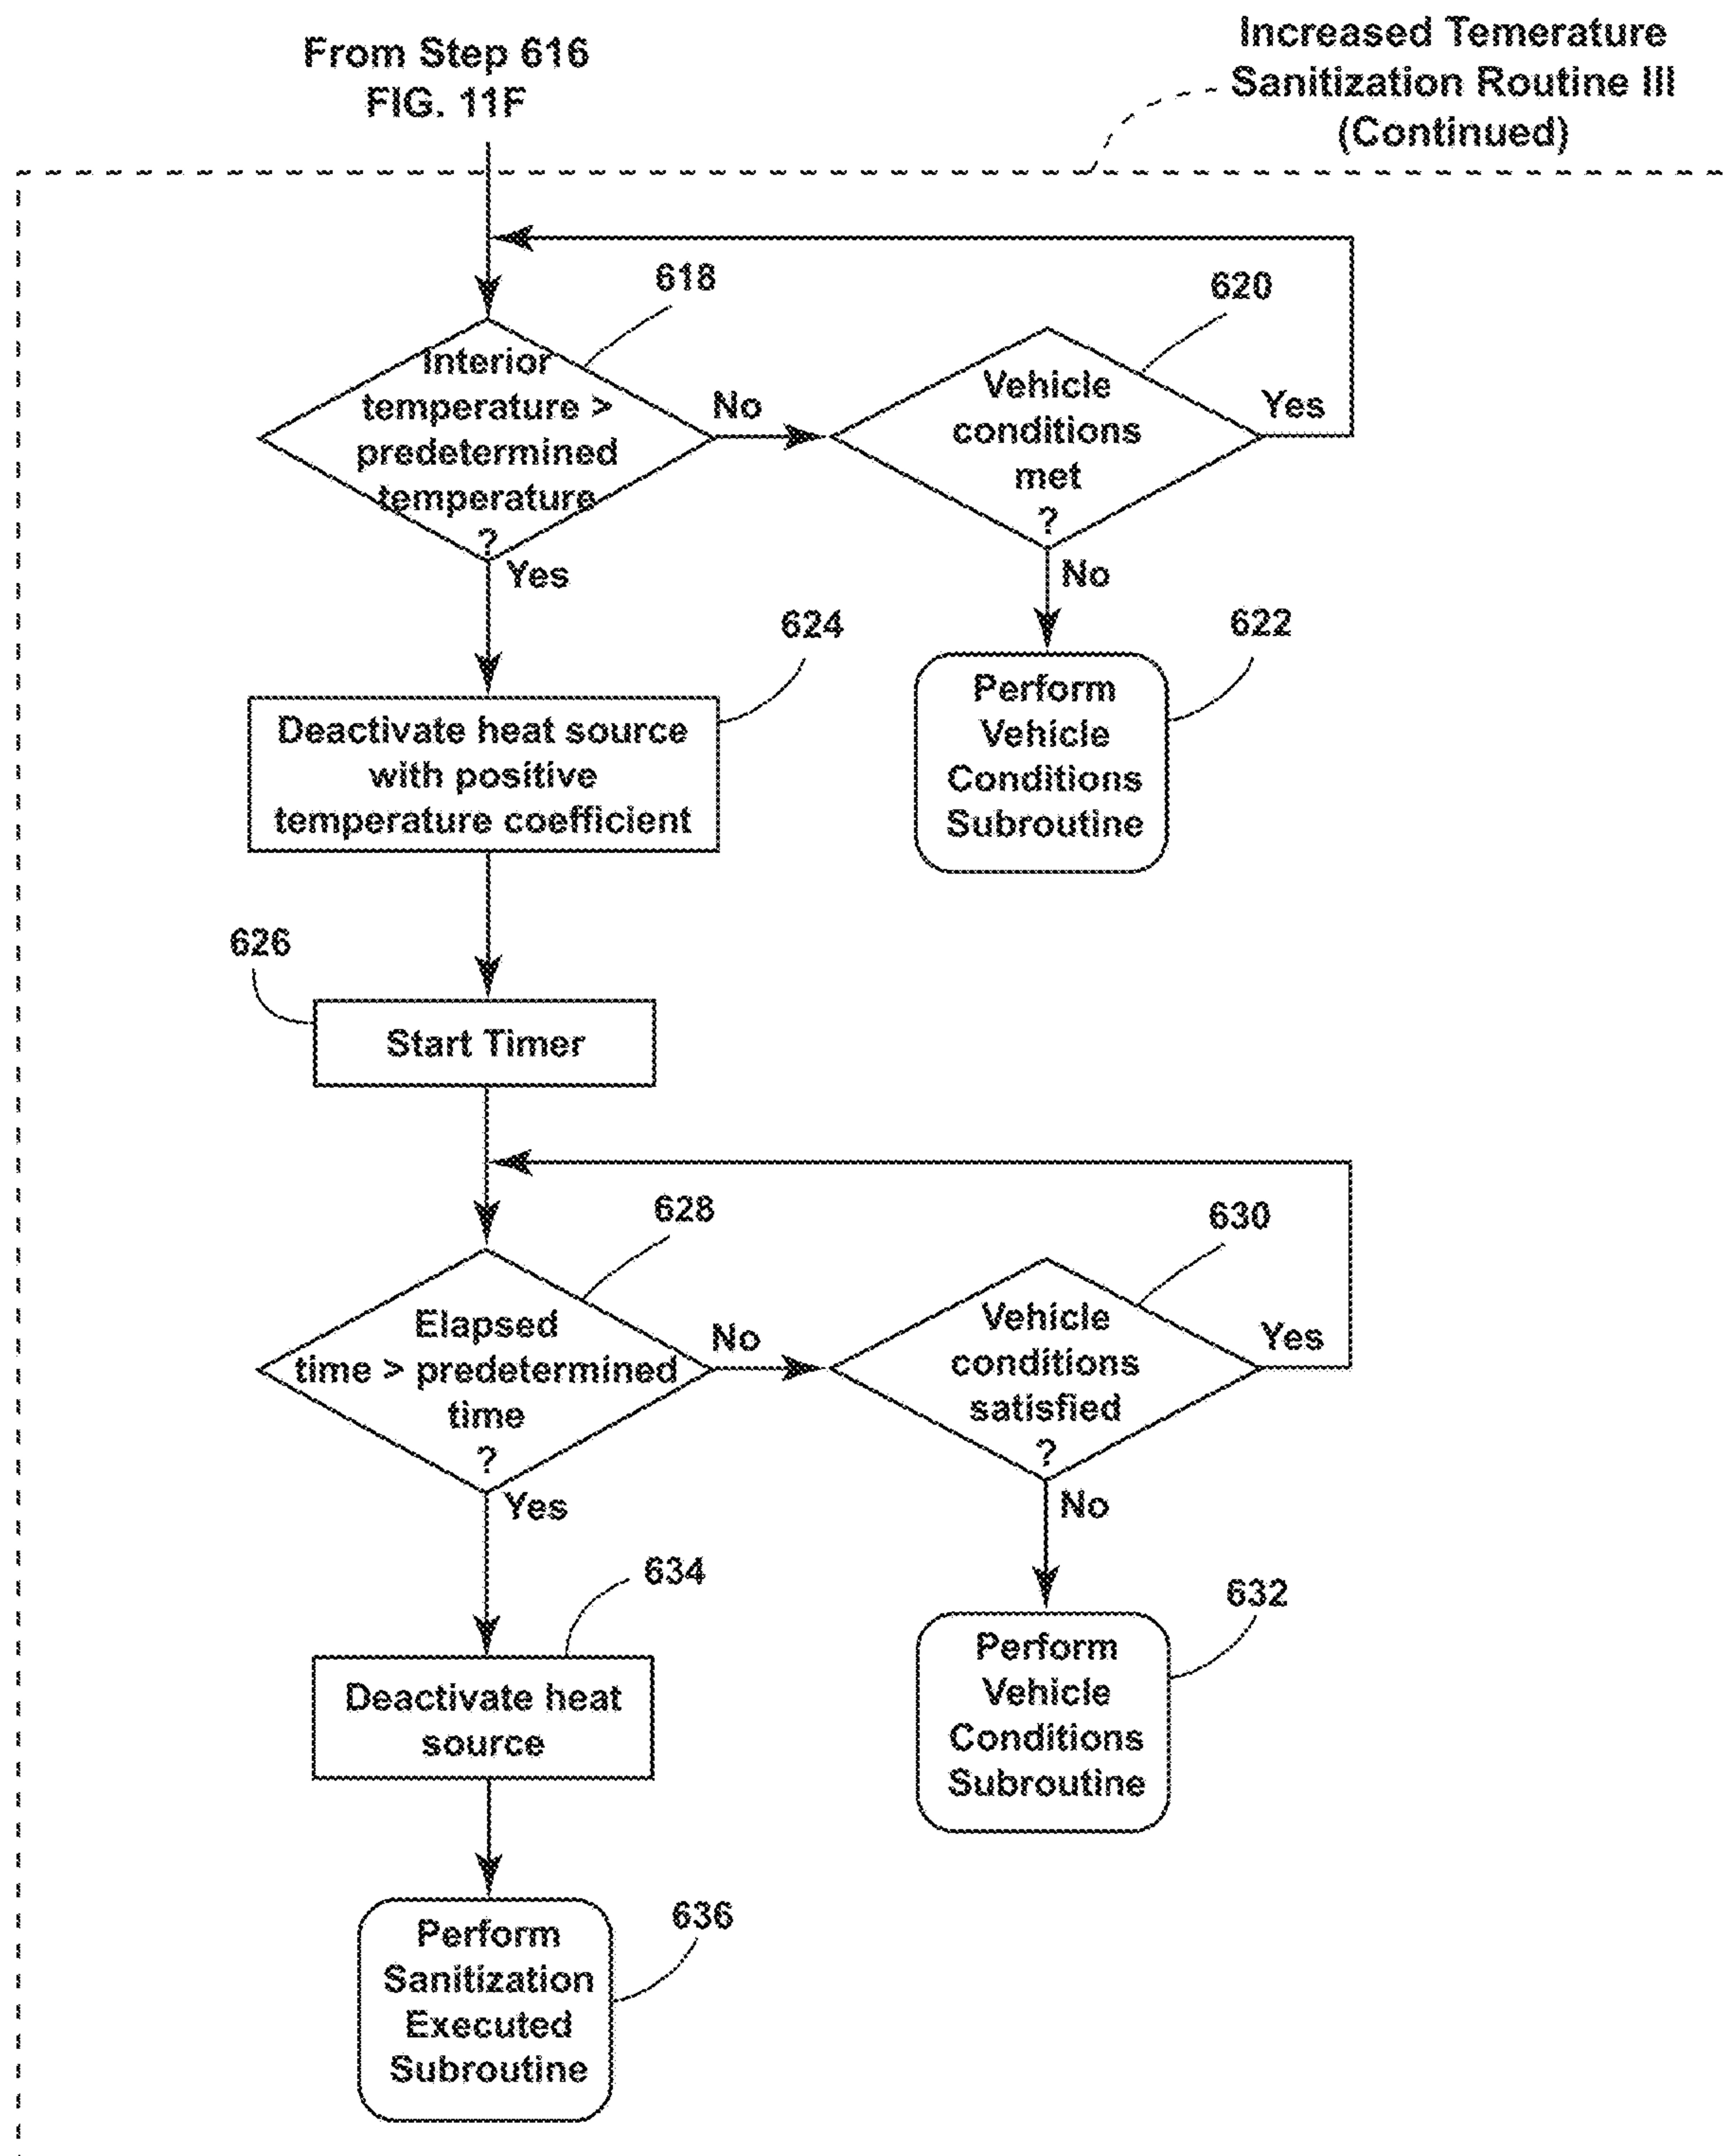 From Step 616
FIG. 11F
Increased Temerature
Sanitization Routine III
(Continued)
618
Interior
temperature >
predetermined
temperature
?
No
Yes
620
Vehicle
conditions
met
?
Yes
No
622
Perform
Vehicle
Conditions
Subroutine
624
Deactivate heat source
with positive
temperature coefficient
626
Start Timer
628
Elapsed
time > predetermined
time
?
No
Yes
630
Vehicle
conditions
satisfied
?
Yes
No
632
Perform
Vehicle
Conditions
Subroutine
634
Deactivate heat
source
636
Perform
Sanitization
Executed
Subroutine